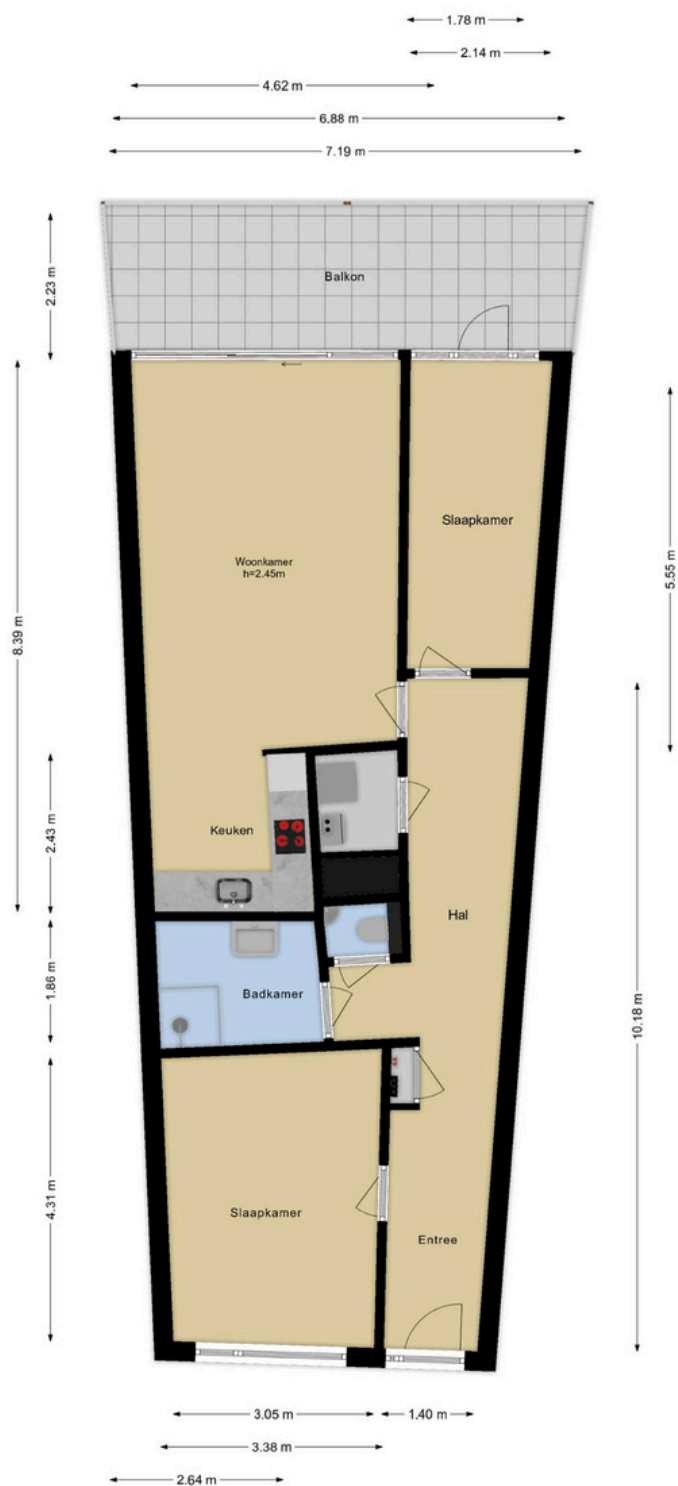 1.78 m
2.14 m
4.62 m
6.88 m
7.19 m
2.23 m
Balkon
Slaapkamer
Woonkamer
h=2.45m
5.55 m
8.39 m
Keuken
2.43 m
Hal
1.86 m
Badkamer
10.18 m
4.31 m
Slaapkamer
Entree
3.05 m
1.40 m
3.38 m
2.64 m